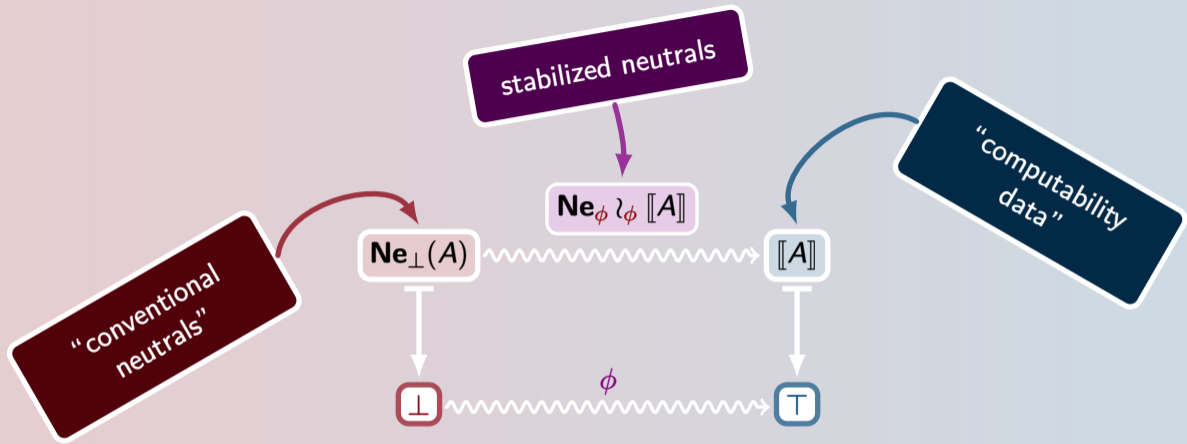 stabilized neutrals
“computability
data”
𝐍𝐞ϕ ≀ϕ ⟦A⟧
“conventional
neutrals”
𝐍𝐞⊥(A)
⟦A⟧
ϕ
⊥
⊤